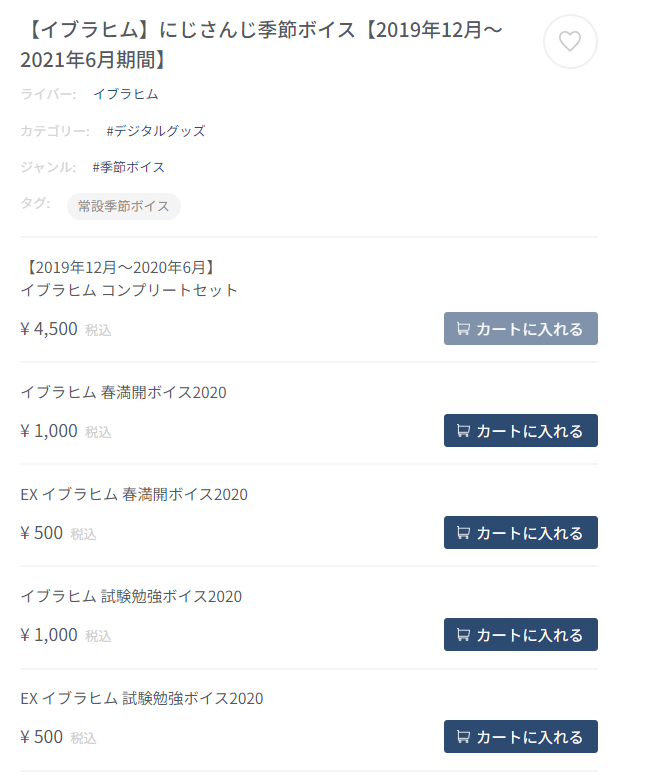 【イブラヒム】にじさんじ季節ボイス【2019年12月～
2021年6月期間】
ライバー: イブラヒム
カテゴリー: #デジタルグッズ
ジャンル: #季節ボイス
タグ: 常設季節ボイス
【2019年12月～2020年6月】
イブラヒム コンプリートセット
¥ 4,500 税込 カートに入れる
イブラヒム 春満開ボイス2020
¥ 1,000 税込 カートに入れる
EX イブラヒム 春満開ボイス2020
¥ 500 税込 カートに入れる
イブラヒム 試験勉強ボイス2020
¥ 1,000 税込 カートに入れる
EX イブラヒム 試験勉強ボイス2020
¥ 500 税込 カートに入れる